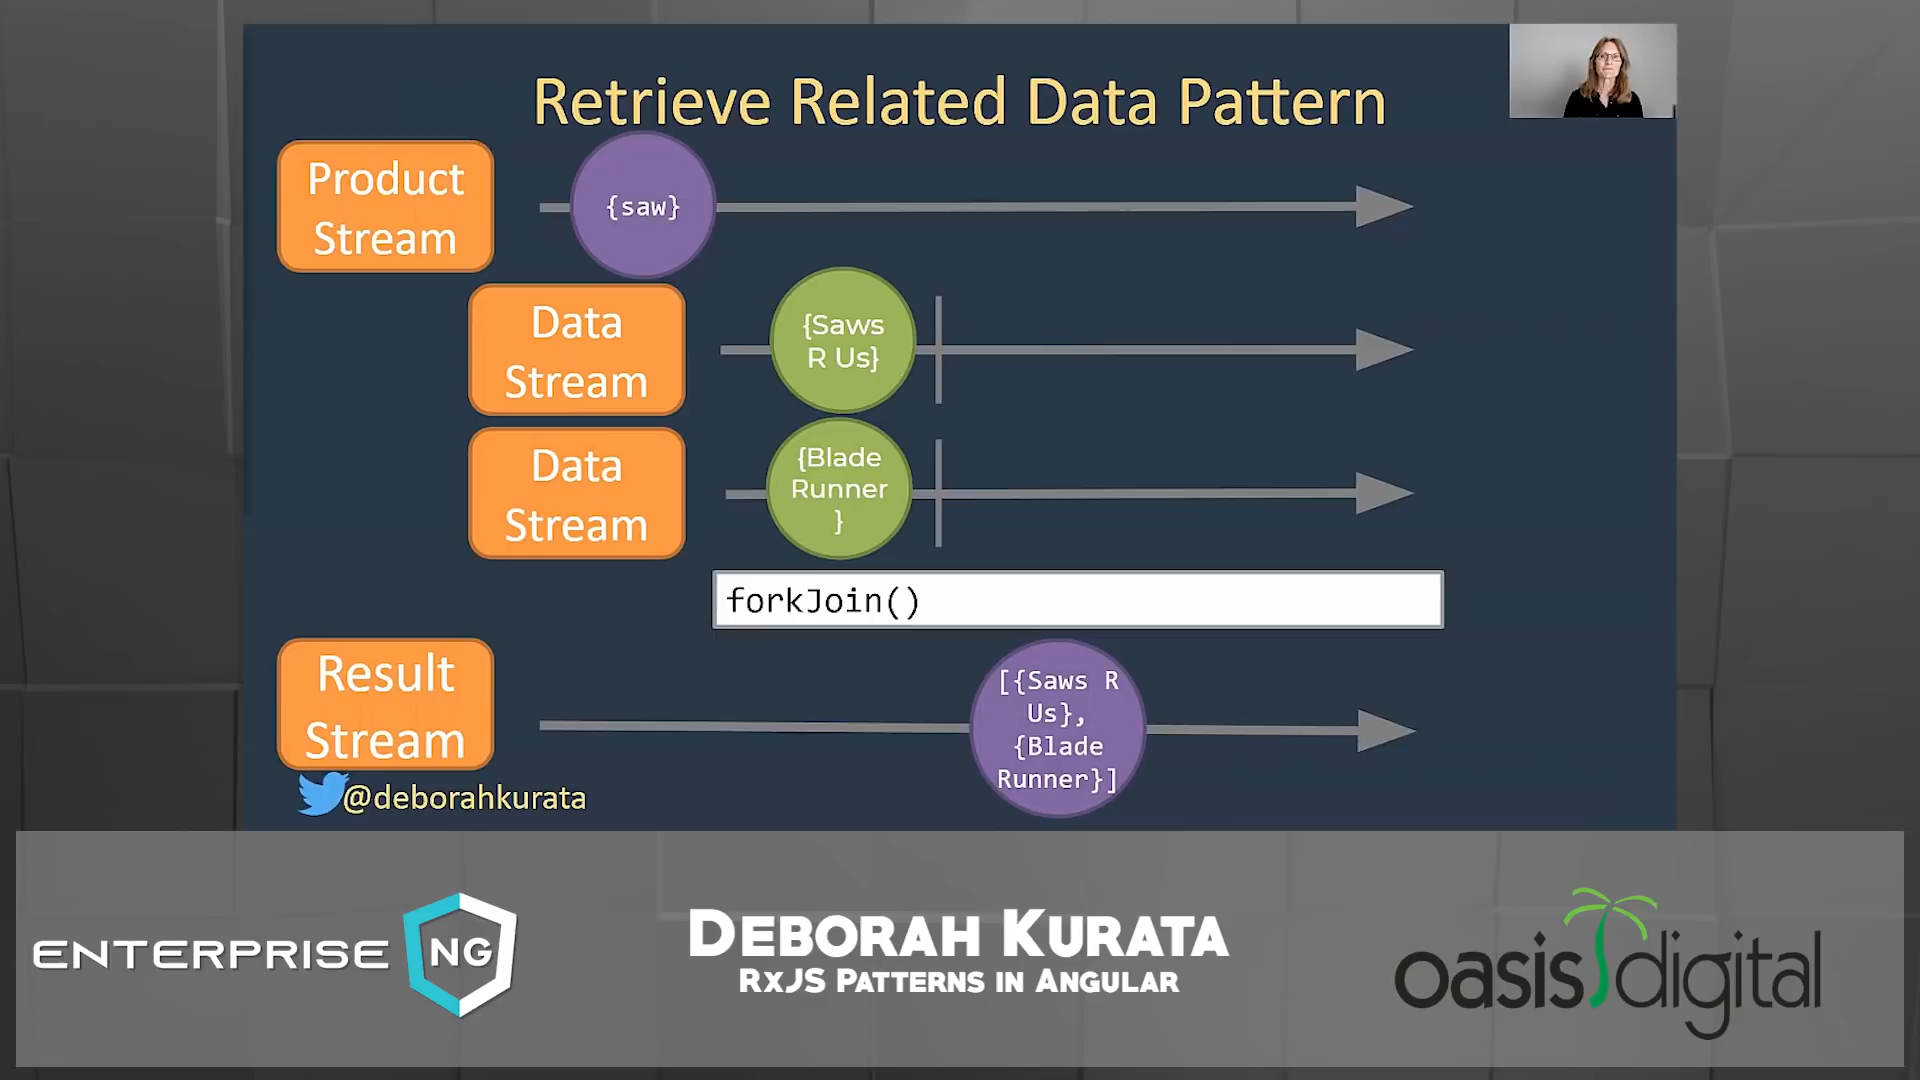 Retrieve Related Data Pattern
Product
Stream
{saw}
Data
Stream
{Saws
R Us}
Data
Stream
{Blade
Runner
}
forkJoin()
Result
Stream
[{Saws R
Us},
{Blade
Runner}]
@deborahkurata
ENTERPRISE NG
DEBORAH KURATA
RXJS PATTERNS IN ANGULAR
oasis digital